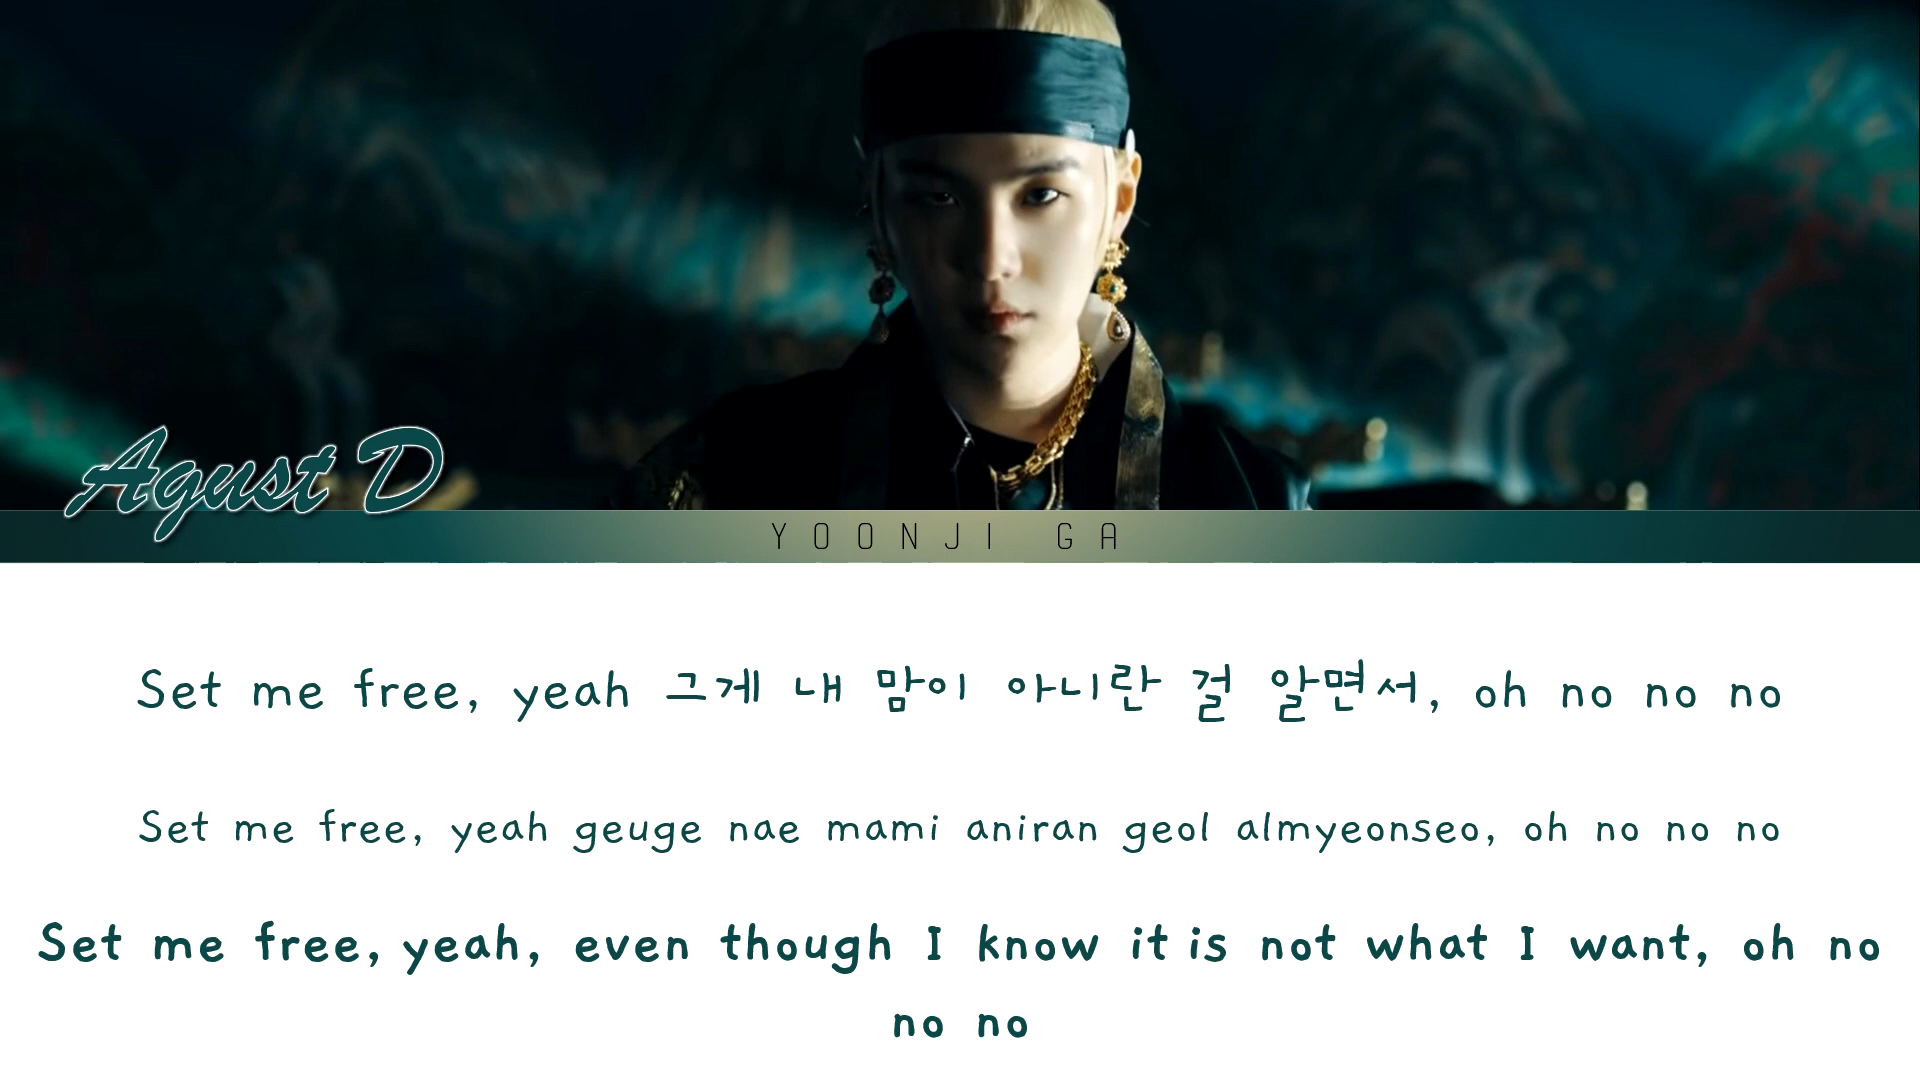 Agust D
YOONJI GA
Set me free, yeah 그게 내 맘이 아니란 걸 알면서, oh no no no
Set me free, yeah geuge nae mami aniran geol almyeonseo, oh no no no
Set me free, yeah, even though I know it is not what I want, oh no
no no